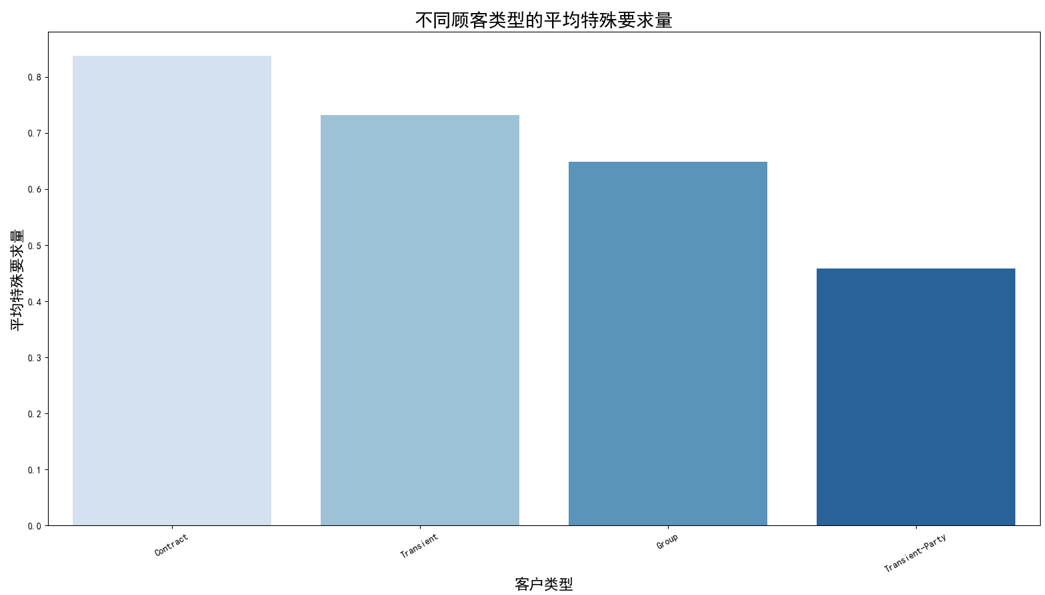 不同顾客类型的平均特殊要求量
平均特殊要求量
0.8
0.7
0.6
0.5
0.4
0.3
0.2
0.1
0.0
Contract
Transient
Group
Transient-Party
客户类型